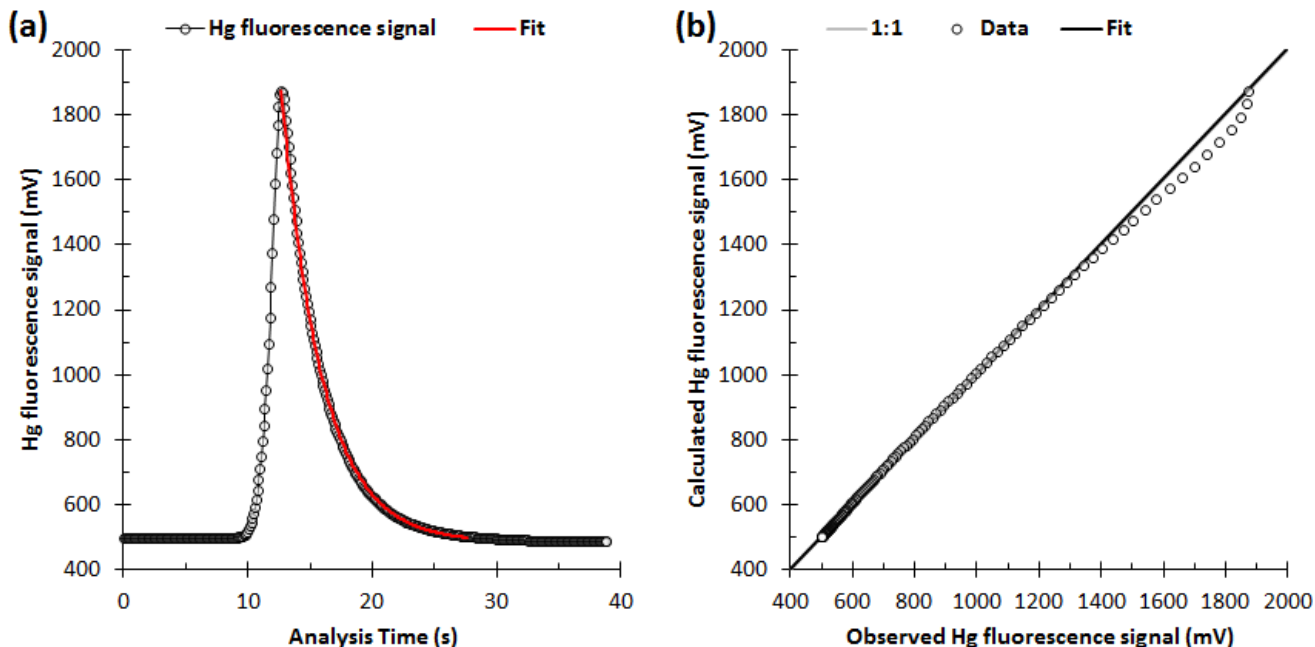 (a)
Hg fluorescence signal Fit
2000
1800
1600
1400
1200
1000
800
600
400
0 10 20 30 40
Hg fluorescence signal (mV)
Analysis Time (s)
(b)
1:1 Data Fit
2000
1800
1600
1400
1200
1000
800
600
400
400 600 800 1000 1200 1400 1600 1800 2000
Calculated Hg fluorescence signal (mV)
Observed Hg fluorescence signal (mV)